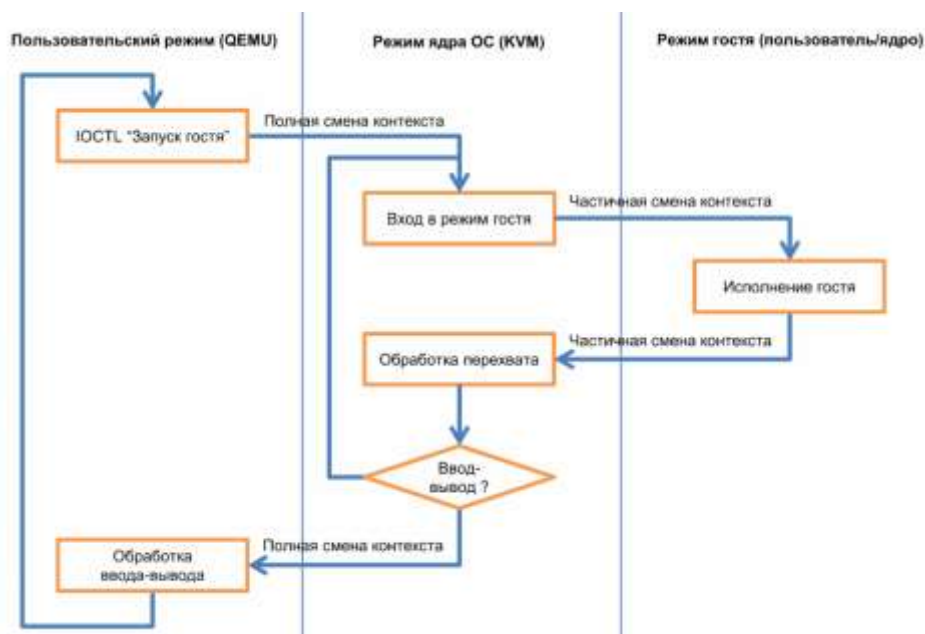 Пользовательский режим (QEMU)
Режим ядра ОС (KVM)
Режим гостя (пользователь/ядро)
IOCTL “Запуск гостя”
Полная смена контекста
Вход в режим гостя
Частичная смена контекста
Исполнение гостя
Частичная смена контекста
Обработка перехвата
Ввод-
вывод ?
Полная смена контекста
Обработка
ввода-вывода